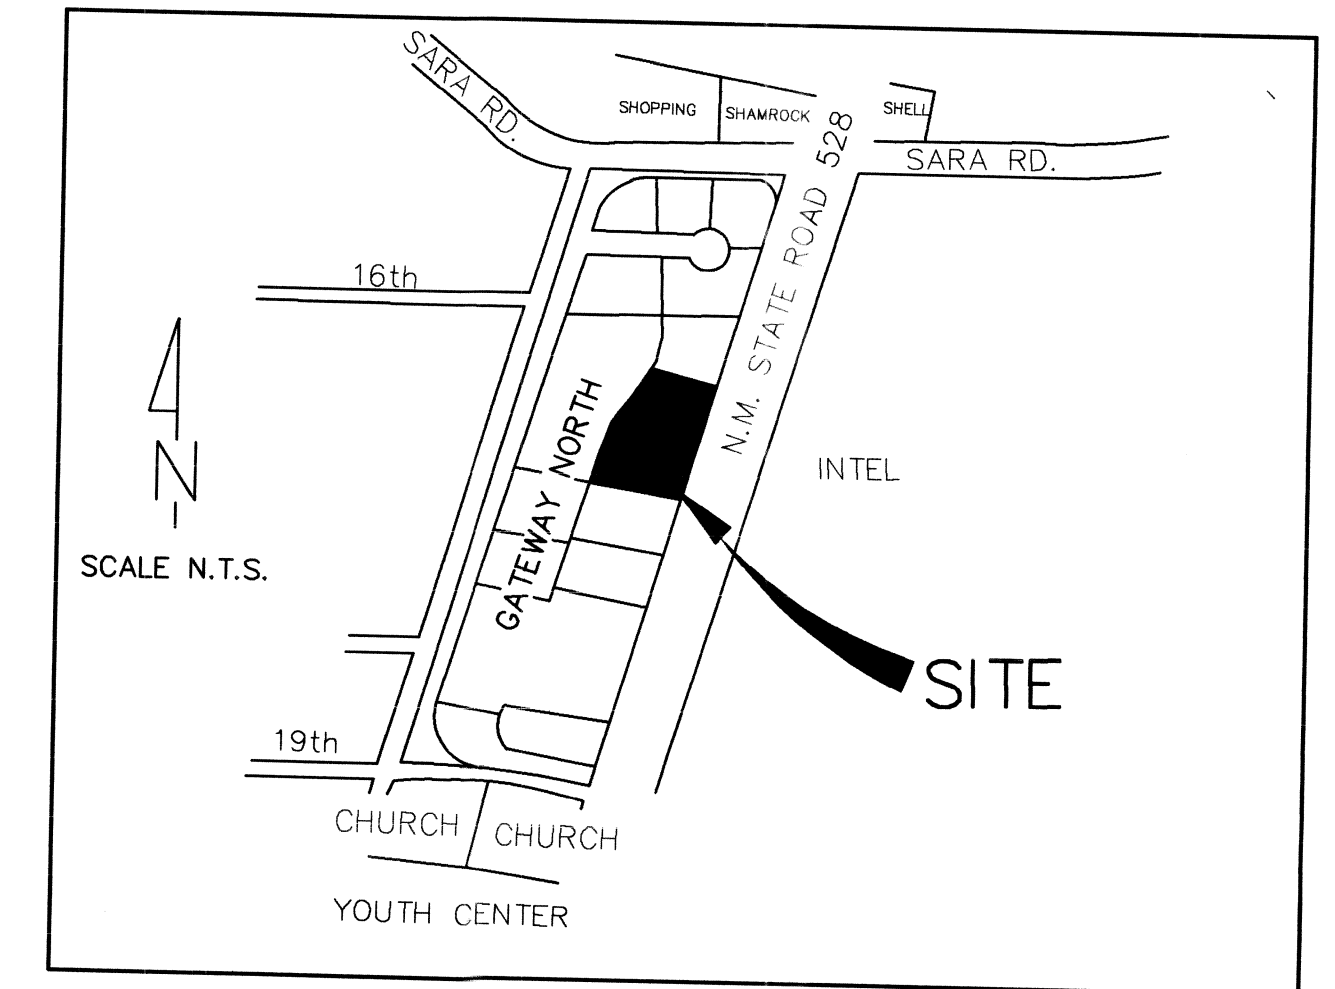 SARA RD.
SHOPPING
SHAMROCK
SHELL
N.M. STATE ROAD 528
SARA RD.
16th
GATEWAY NORTH
INTEL
N
SCALE N.T.S.
SITE
19th
CHURCH
CHURCH
YOUTH CENTER